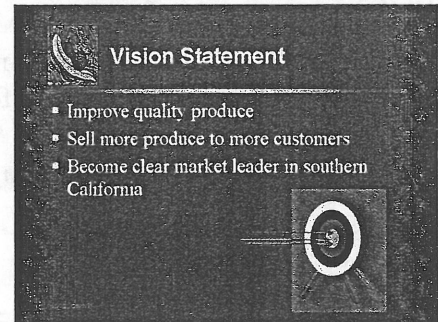 Vision Statement
Improve quality produce
Sell more produce to more customers
Become clear market leader in southern
California